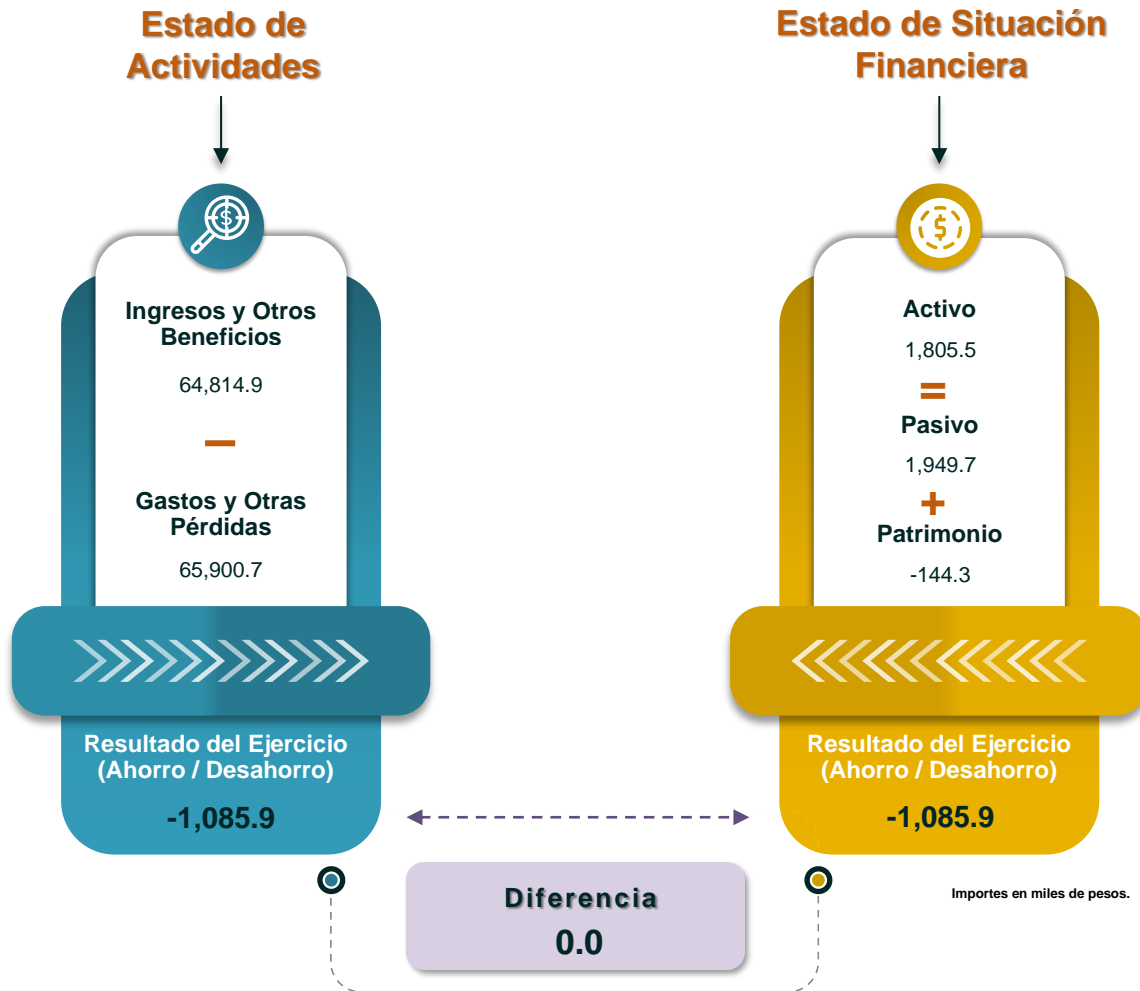 Estado de
Actividades
Ingresos y Otros
Beneficios
64,814.9
–
Gastos y Otras
Pérdidas
65,900.7
Resultado del Ejercicio
(Ahorro / Desahorro)
-1,085.9
Estado de Situación
Financiera
Activo
1,805.5
=
Pasivo
1,949.7
+
Patrimonio
-144.3
Resultado del Ejercicio
(Ahorro / Desahorro)
-1,085.9
Diferencia
0.0
Importes en miles de pesos.